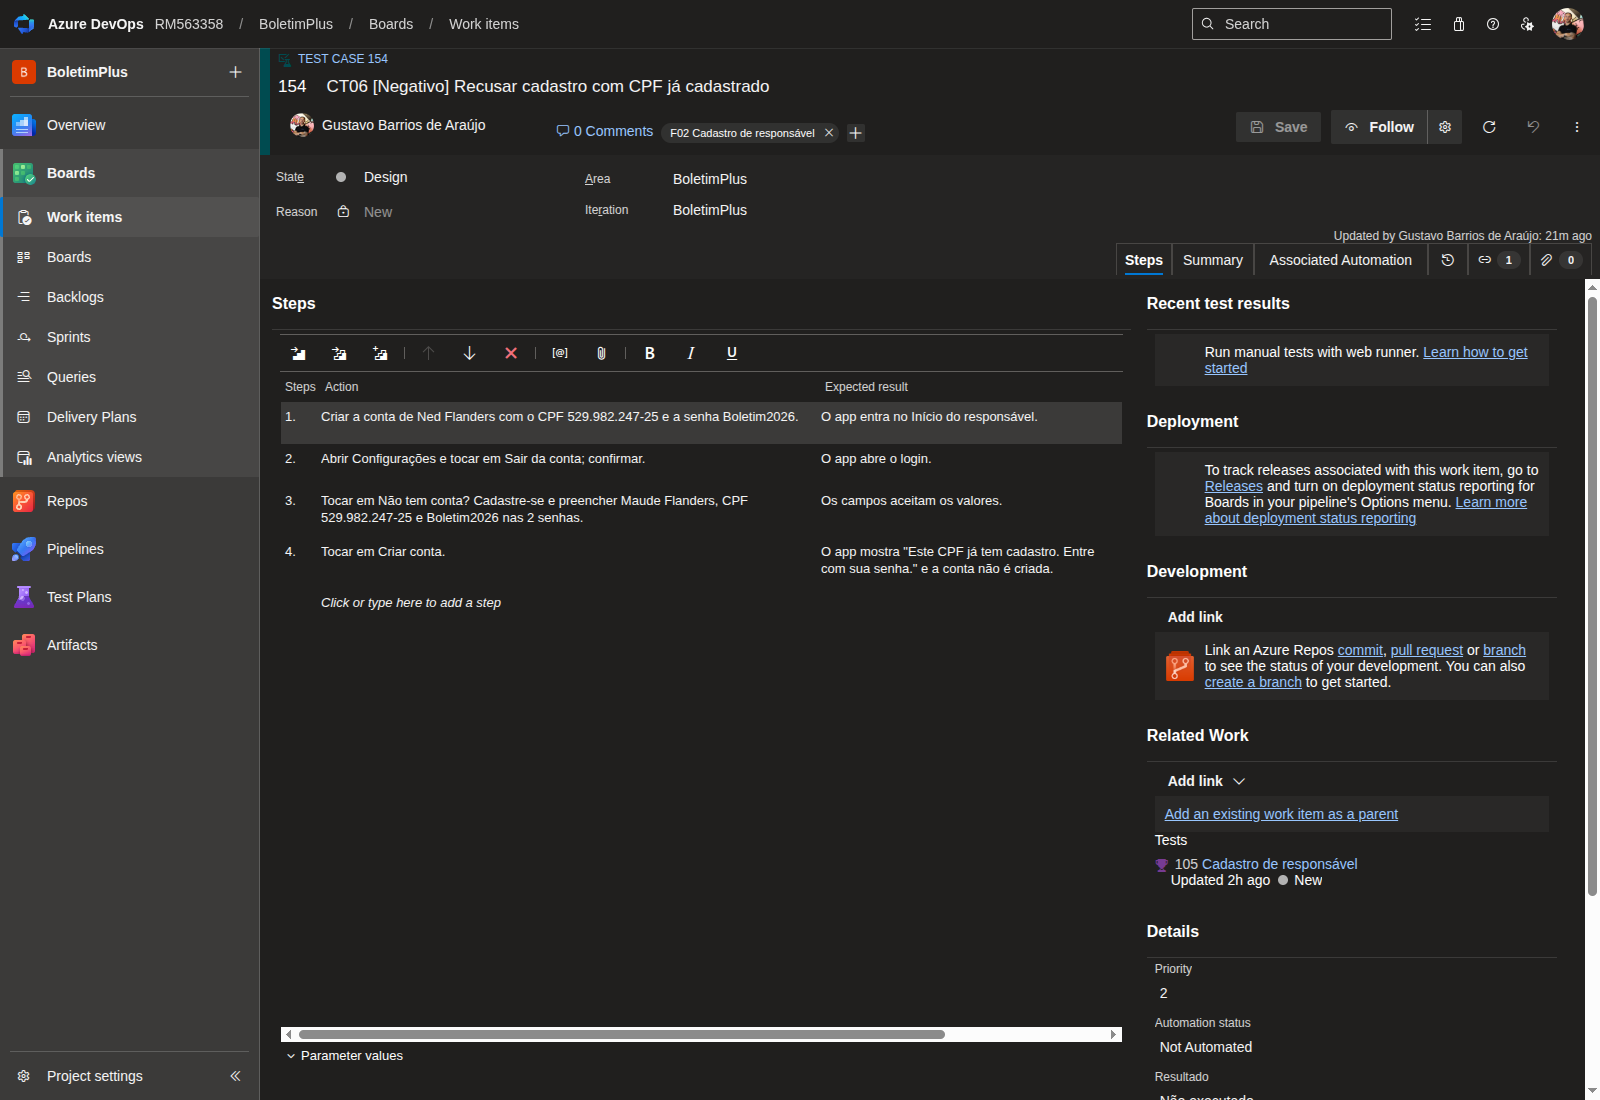 Azure DevOps RM563358 / BoletimPlus / Boards / Work items
Search
B BoletimPlus
Overview
Boards
Work items
Boards
Backlogs
Sprints
Queries
Delivery Plans
Analytics views
Repos
Pipelines
Test Plans
Artifacts
Project settings
TEST CASE 154
154 CT06 [Negativo] Recusar cadastro com CPF já cadastrado
Gustavo Barrios de Araújo
0 Comments
F02 Cadastro de responsável
Save
Follow
State Design
Area BoletimPlus
Reason New
Iteration BoletimPlus
Updated by Gustavo Barrios de Araújo: 21m ago
Steps
Summary
Associated Automation
1
0
Steps
B I U
Steps Action Expected result
1. Criar a conta de Ned Flanders com o CPF 529.982.247-25 e a senha Boletim2026. O app entra no Início do responsável.
2. Abrir Configurações e tocar em Sair da conta; confirmar. O app abre o login.
3. Tocar em Não tem conta? Cadastre-se e preencher Maude Flanders, CPF
529.982.247-25 e Boletim2026 nas 2 senhas.
Os campos aceitam os valores.
4. Tocar em Criar conta.
O app mostra "Este CPF já tem cadastro. Entre
com sua senha." e a conta não é criada.
Click or type here to add a step
Parameter values
Recent test results
Run manual tests with web runner. Learn how to get
started
Deployment
To track releases associated with this work item, go to
Releases and turn on deployment status reporting for
Boards in your pipeline's Options menu. Learn more
about deployment status reporting
Development
Add link
Link an Azure Repos commit, pull request or branch
to see the status of your development. You can also
create a branch to get started.
Related Work
Add link
Add an existing work item as a parent
Tests
105 Cadastro de responsável
Updated 2h ago New
Details
Priority
2
Automation status
Not Automated
Resultado
Não executado